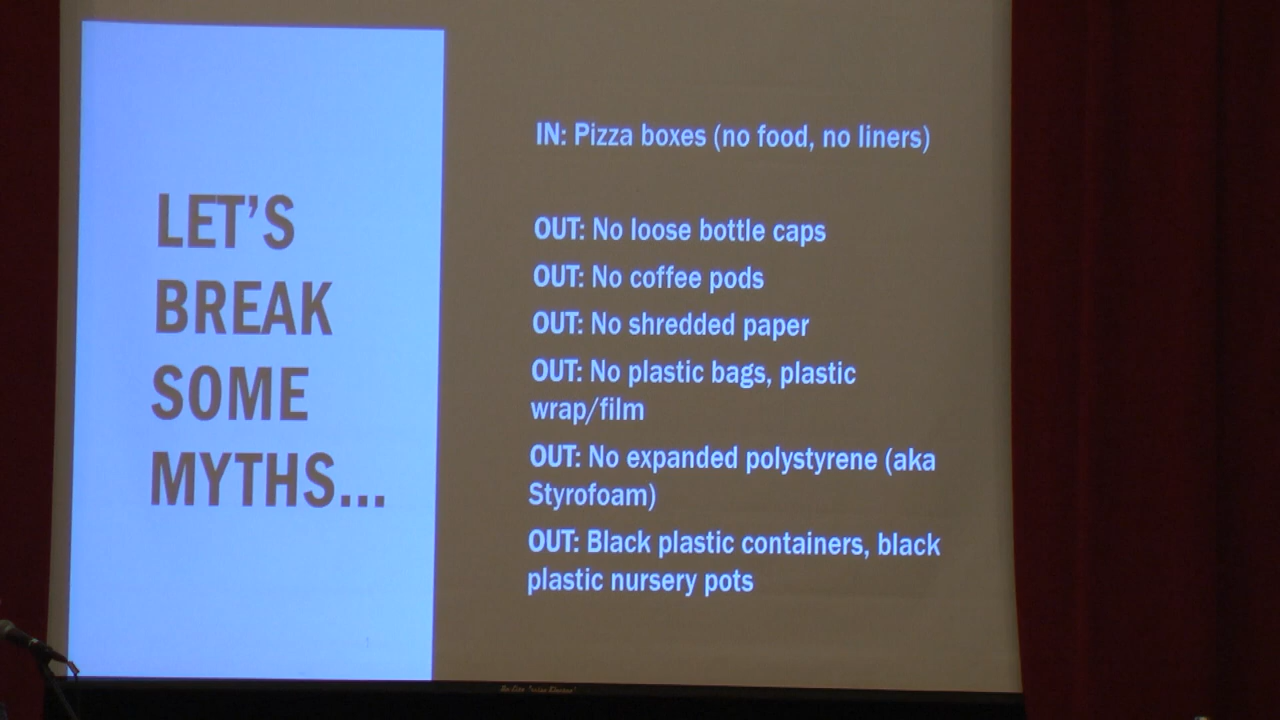 LET'S
BREAK
SOME
MYTHS...
IN: Pizza boxes (no food, no liners)
OUT: No loose bottle caps
OUT: No coffee pods
OUT: No shredded paper
OUT: No plastic bags, plastic
wrap/film
OUT: No expanded polystyrene (aka
Styrofoam)
OUT: Black plastic containers, black
plastic nursery pots